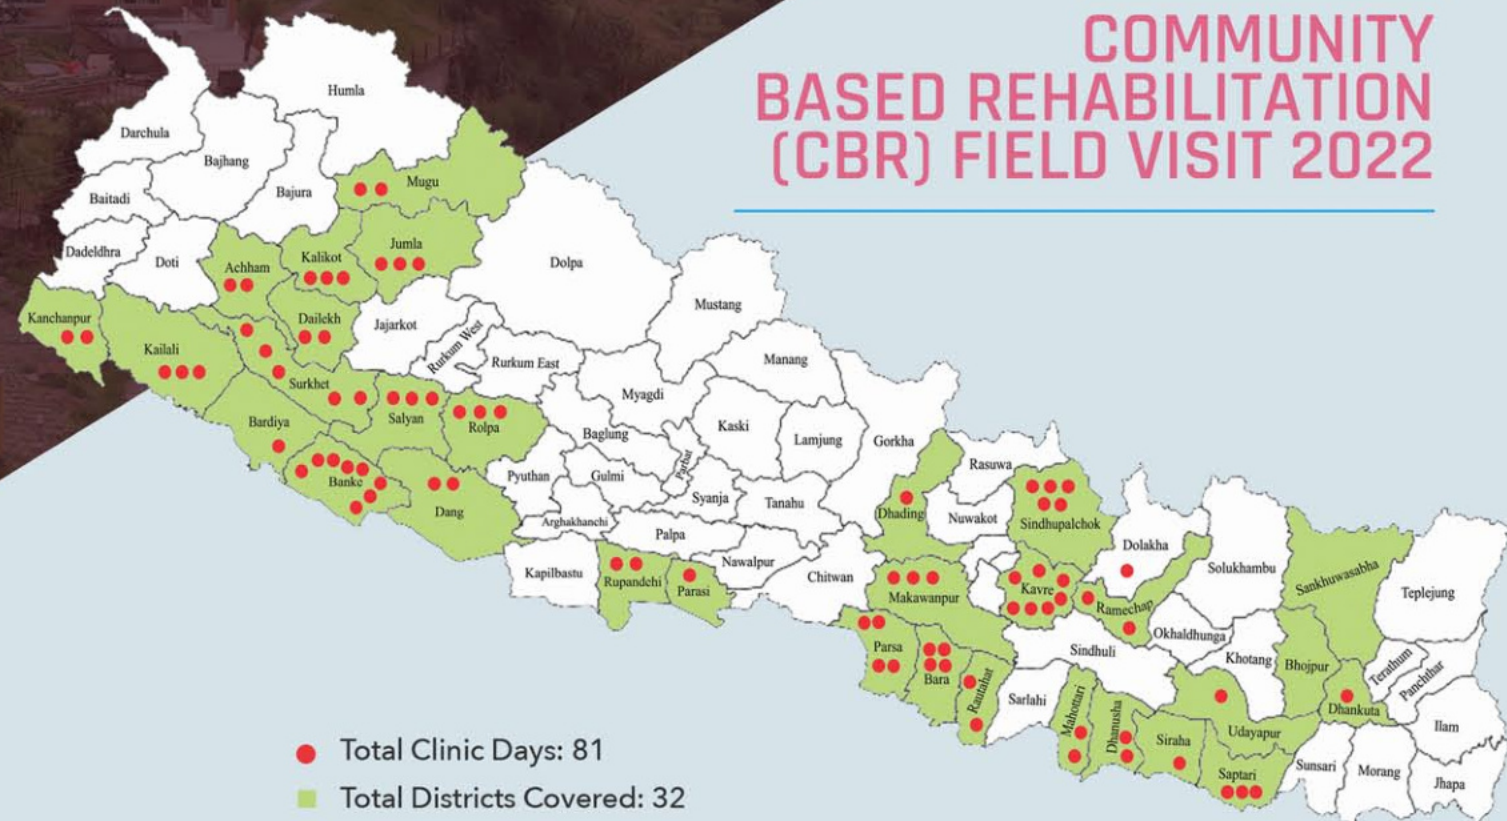 COMMUNITY
BASED REHABILITATION
(CBR) FIELD VISIT 2022
Humla
Darchula
Bajhang
Mugu
Bajura
Baitadi
Jumla
Dadeldhra
Doti
Kalikot
Achham
Dolpa
Mustang
Kanchanpur
Dailekh
Jajarkot
Rurkum West
Kailali
Rurkum East
Manang
Surkhet
Myagdi
Salyan
Rolpa
Bardiya
Kaski
Baglung
Lamjung
Gorkha
Parbat
Rasuwa
Banke
Pyuthan
Gulmi
Syanja
Tanahu
Dang
Dhading
Nuwakot
Sindhupalchok
Arghakhanchi
Palpa
Dolakha
Nawalpur
Kapilbastu
Rupandehi
Parasi
Chitwan
Makawanpur
Kavre
Ramechap
Solukhambu
Sankhuwasabha
Teplejung
Okhaldhunga
Parsa
Sindhuli
Khotang
Bhojpur
Terathum
Panchthar
Bara
Rautahat
Sarlahi
Mahottari
Dhanusha
Siraha
Udayapur
Dhankuta
Ilam
Saptari
Sunsari
Morang
Jhapa
Total Clinic Days: 81
Total Districts Covered: 32